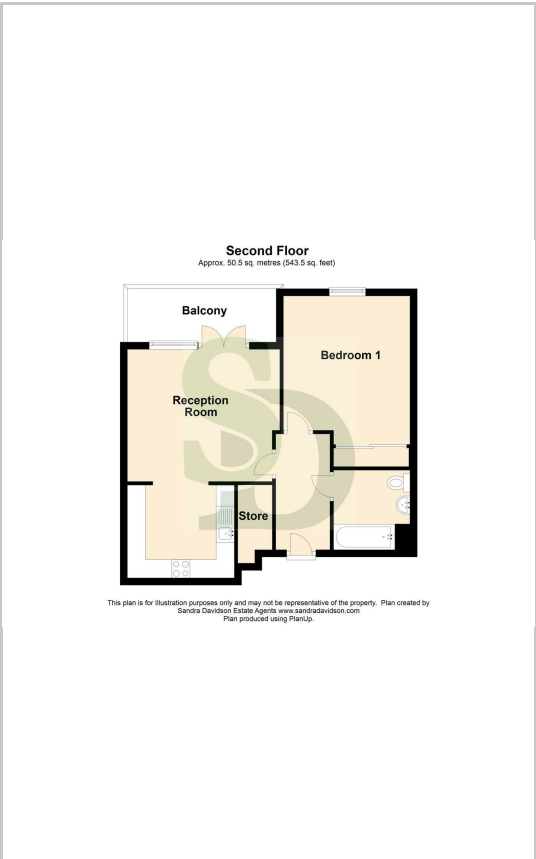 Second Floor
Approx. 50.5 sq. metres (543.5 sq. feet)
Balcony
Bedroom 1
Reception
Room
Store
This plan is for Illustration purposes only and may not be representative of the property. Plan created by
Sandra Davidson Estate Agents www.sandradavidson.com
Plan produced using PlanUp.
SD